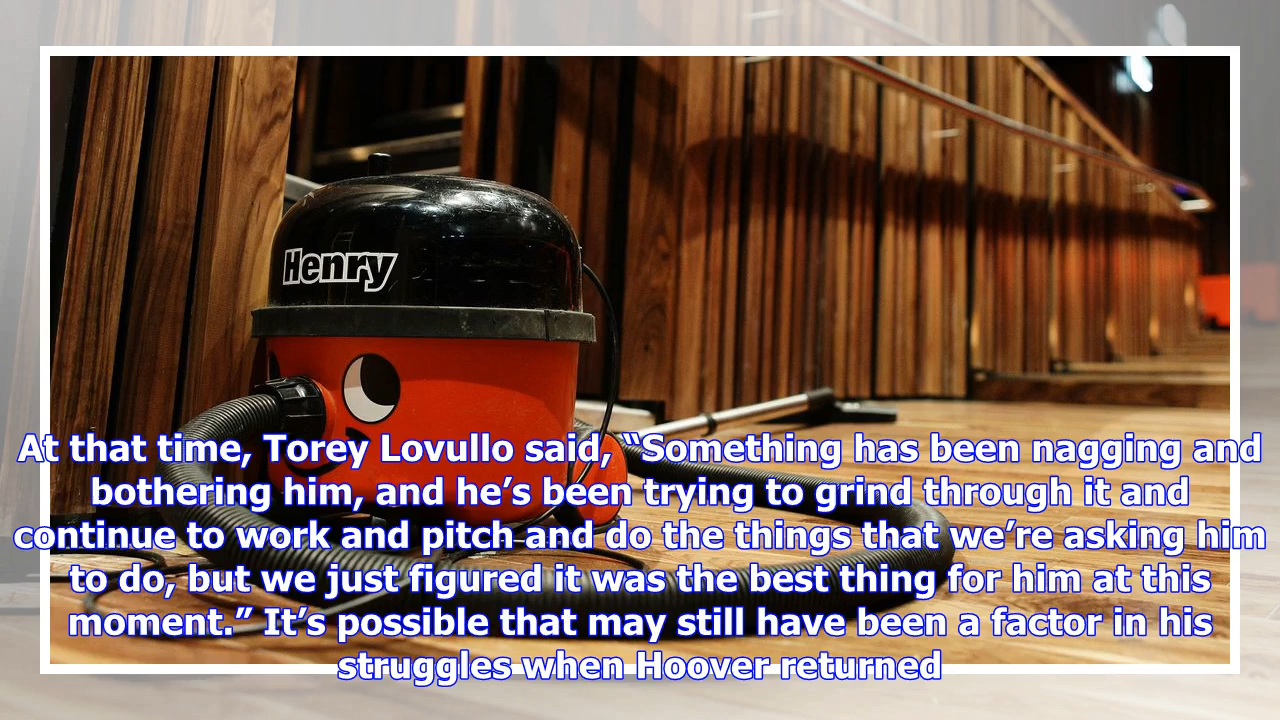 Henry
At that time, Torey Lovullo said, “Something has been nagging and
bothering him, and he’s been trying to grind through it and
continue to work and pitch and do the things that we’re asking him
to do, but we just figured it was the best thing for him at this
moment.” It’s possible that may still have been a factor in his
struggles when Hoover returned